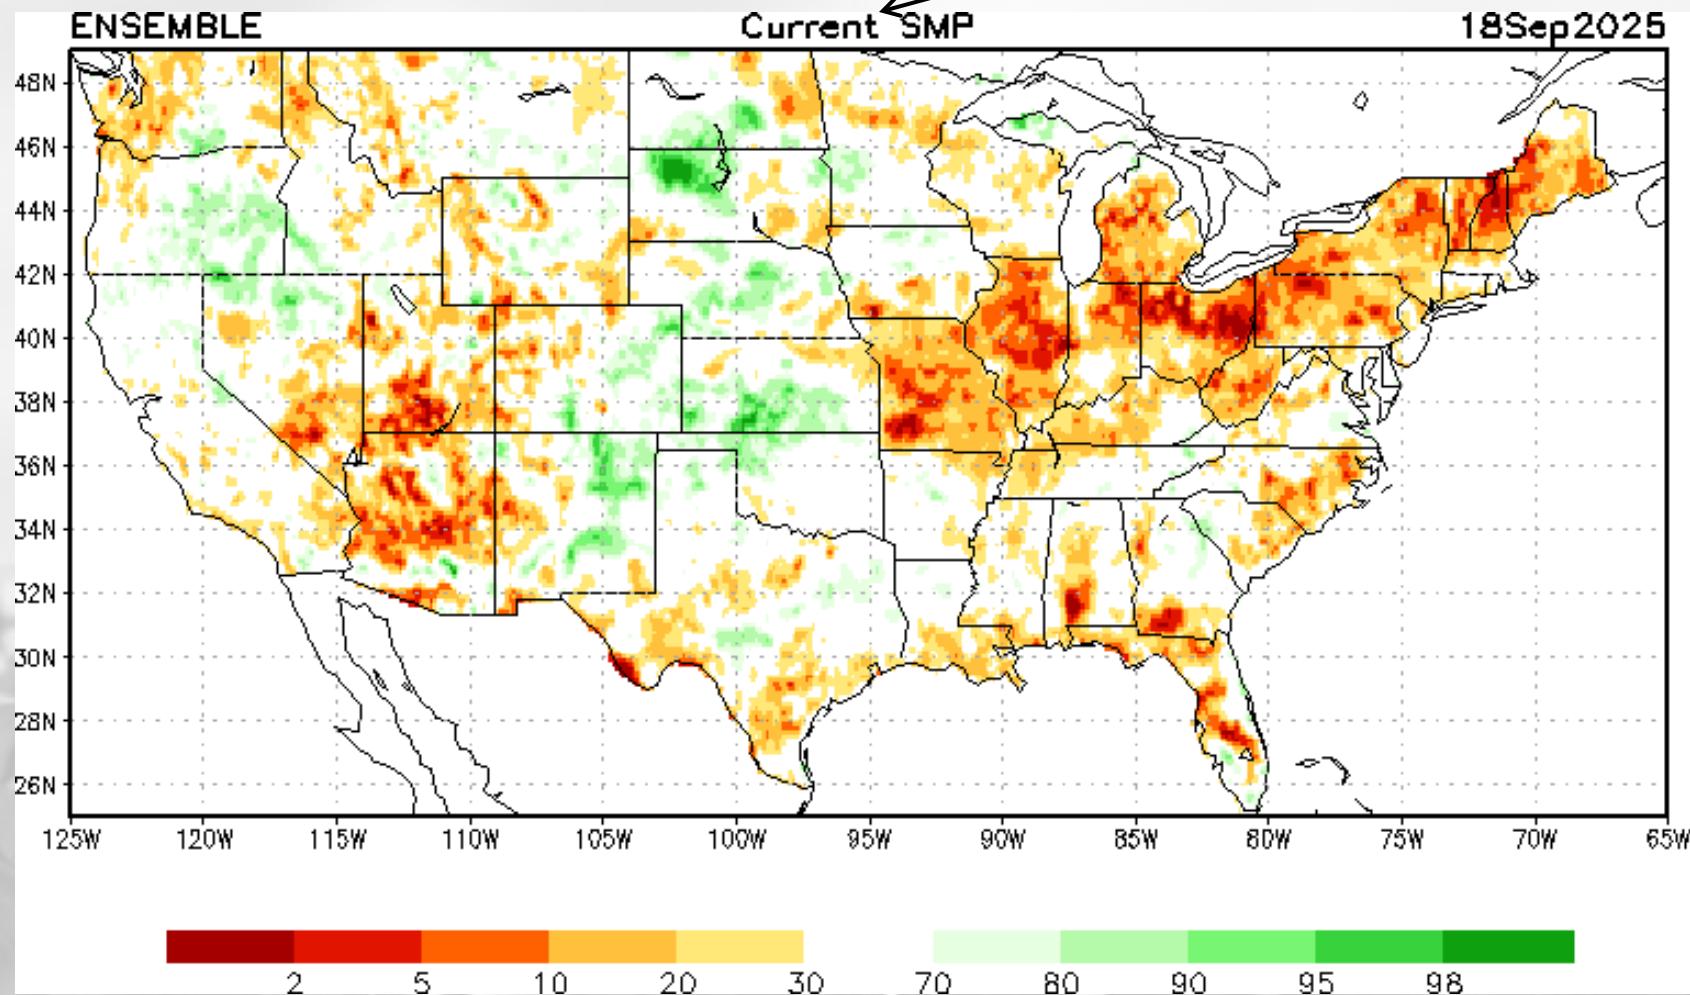 ENSEMBLE Current SMP 18Sep2025
48N
46N
44N
42N
40N
38N
36N
34N
32N
30N
28N
26N
125W 120W 115W 110W 105W 100W 95W 90W 85W 80W 75W 70W 65W
2 5 10 20 30 70 80 90 95 98